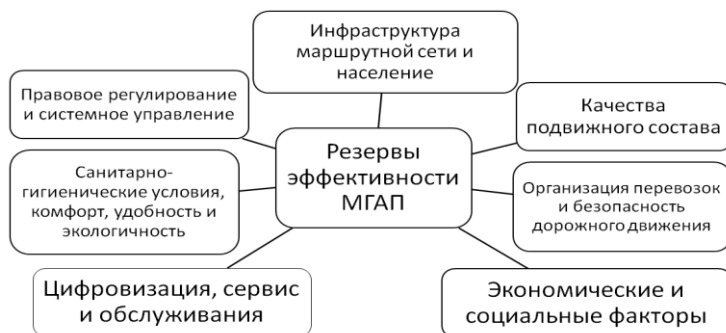 Инфраструктура
маршрутной сети и
население
Правовое регулирование
и системное управление
Качества
подвижного состава
Резервы
эффективности
МГАП
Санитарно-
гигиенические условия,
комфорт, удобность и
экологичность
Организация перевозок
и безопасность
дорожного движения
Цифровизация, сервис
и обслуживания
Экономические и
социальные факторы